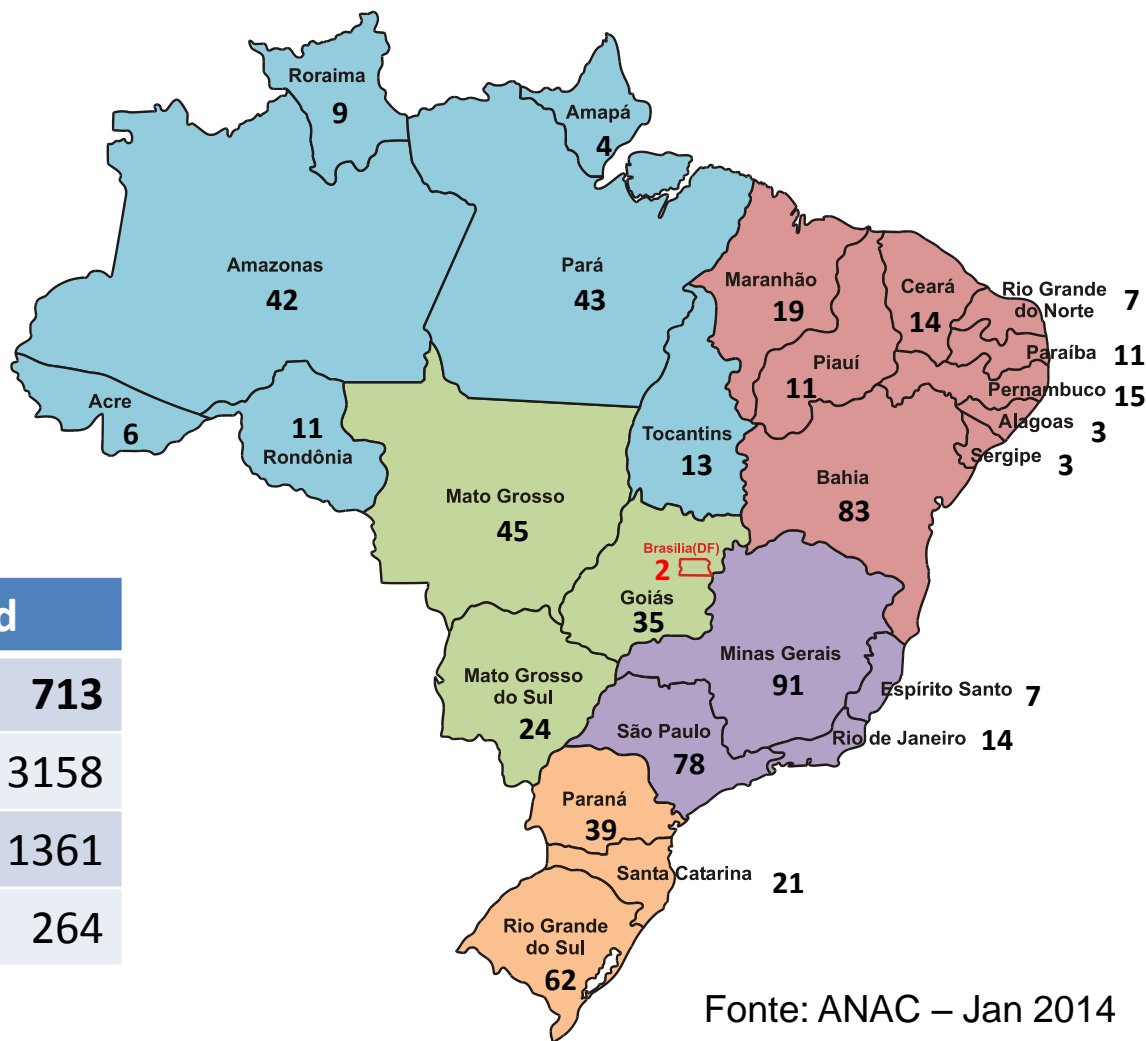 Roraima
9
Amapá
4
Amazonas
42
Pará
43
Maranhão
19
Ceará
14
Rio Grande
do Norte 7
Piauí
11
Paraíba 11
Pernambuco 15
Alagoas 3
Sergipe 3
Acre
6
11
Rondônia
Tocantins
13
Bahia
83
Mato Grosso
45
Brasilia(DF)
2
Goiás
35
Minas Gerais
91
Espírito Santo 7
Mato Grosso
do Sul
24
São Paulo
78
Rio de Janeiro 14
Paraná
39
Santa Catarina 21
Rio Grande
do Sul
62
d
713
3158
1361
264
Fonte: ANAC – Jan 2014